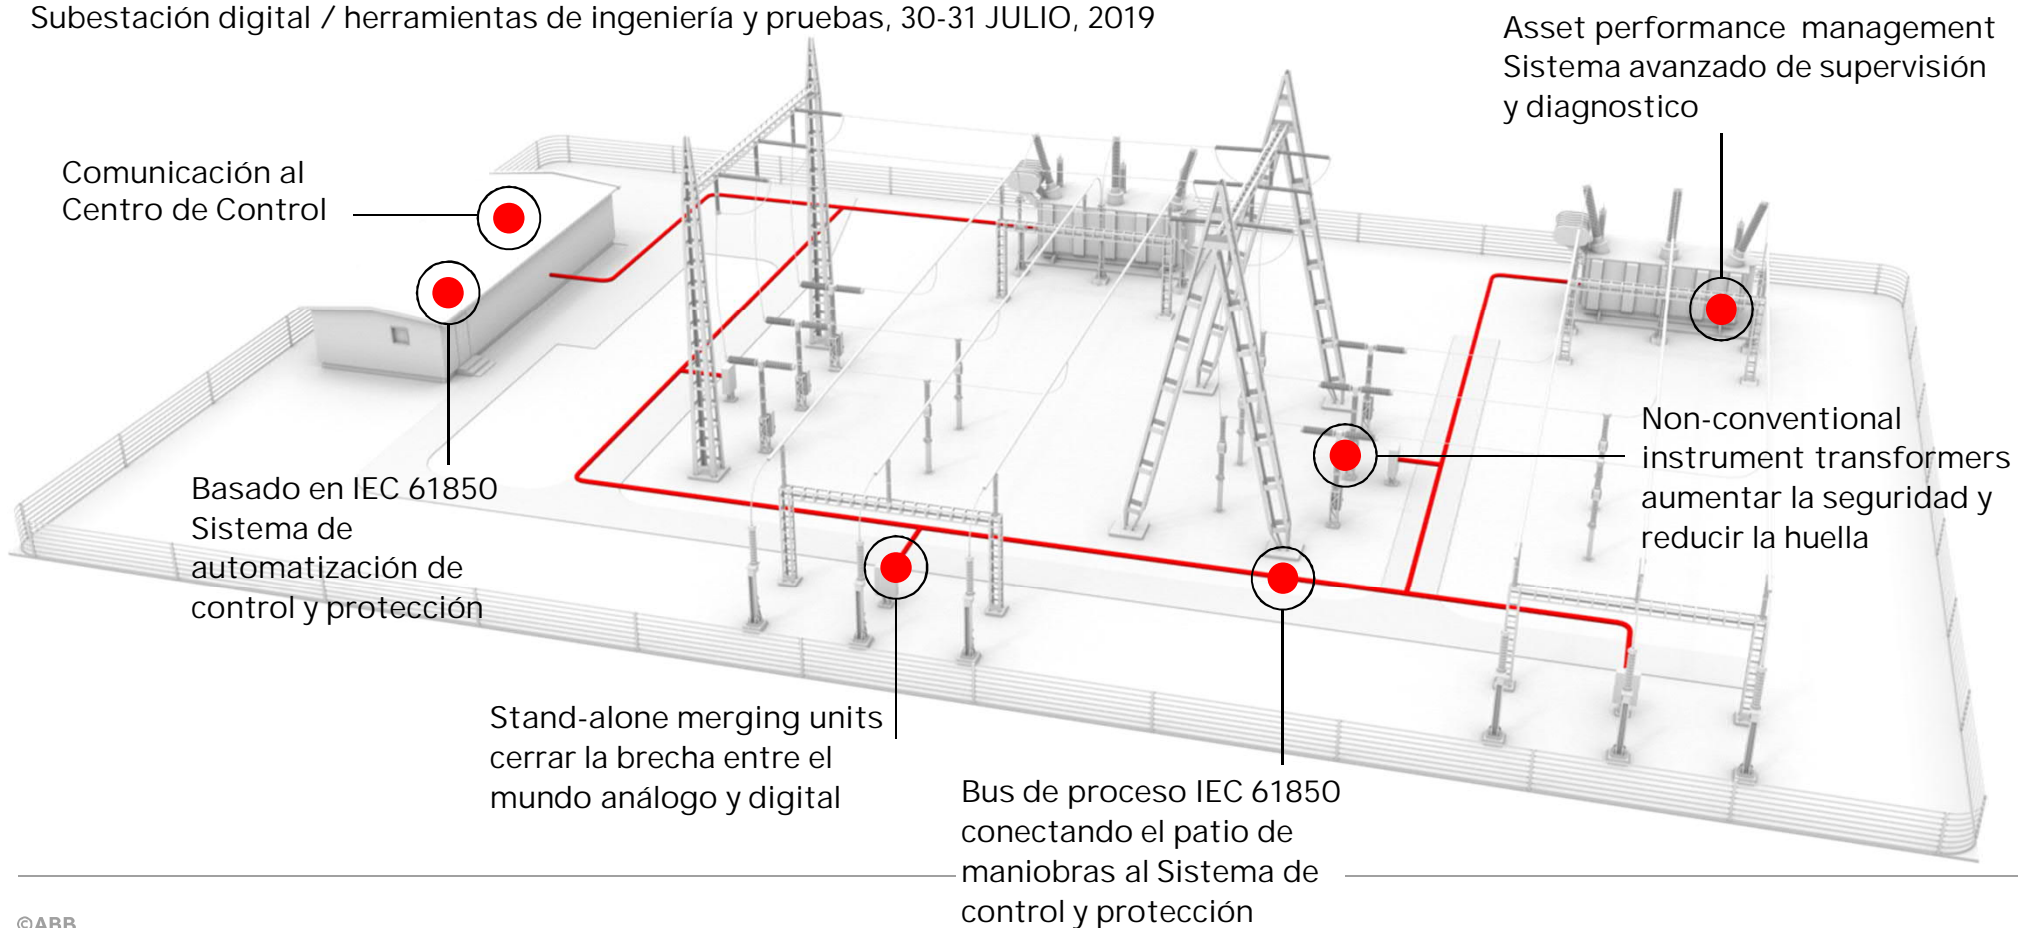 Subestación digital / herramientas de ingeniería y pruebas, 30-31 JULIO, 2019
Asset performance management
Sistema avanzado de supervisión
y diagnostico
Comunicación al
Centro de Control
Non-conventional
instrument transformers
aumentar la seguridad y
reducir la huella
Basado en IEC 61850
Sistema de
automatización de
control y protección
Stand-alone merging units
cerrar la brecha entre el
mundo análogo y digital
Bus de proceso IEC 61850
conectando el patio de
maniobras al Sistema de
control y protección
©ABB